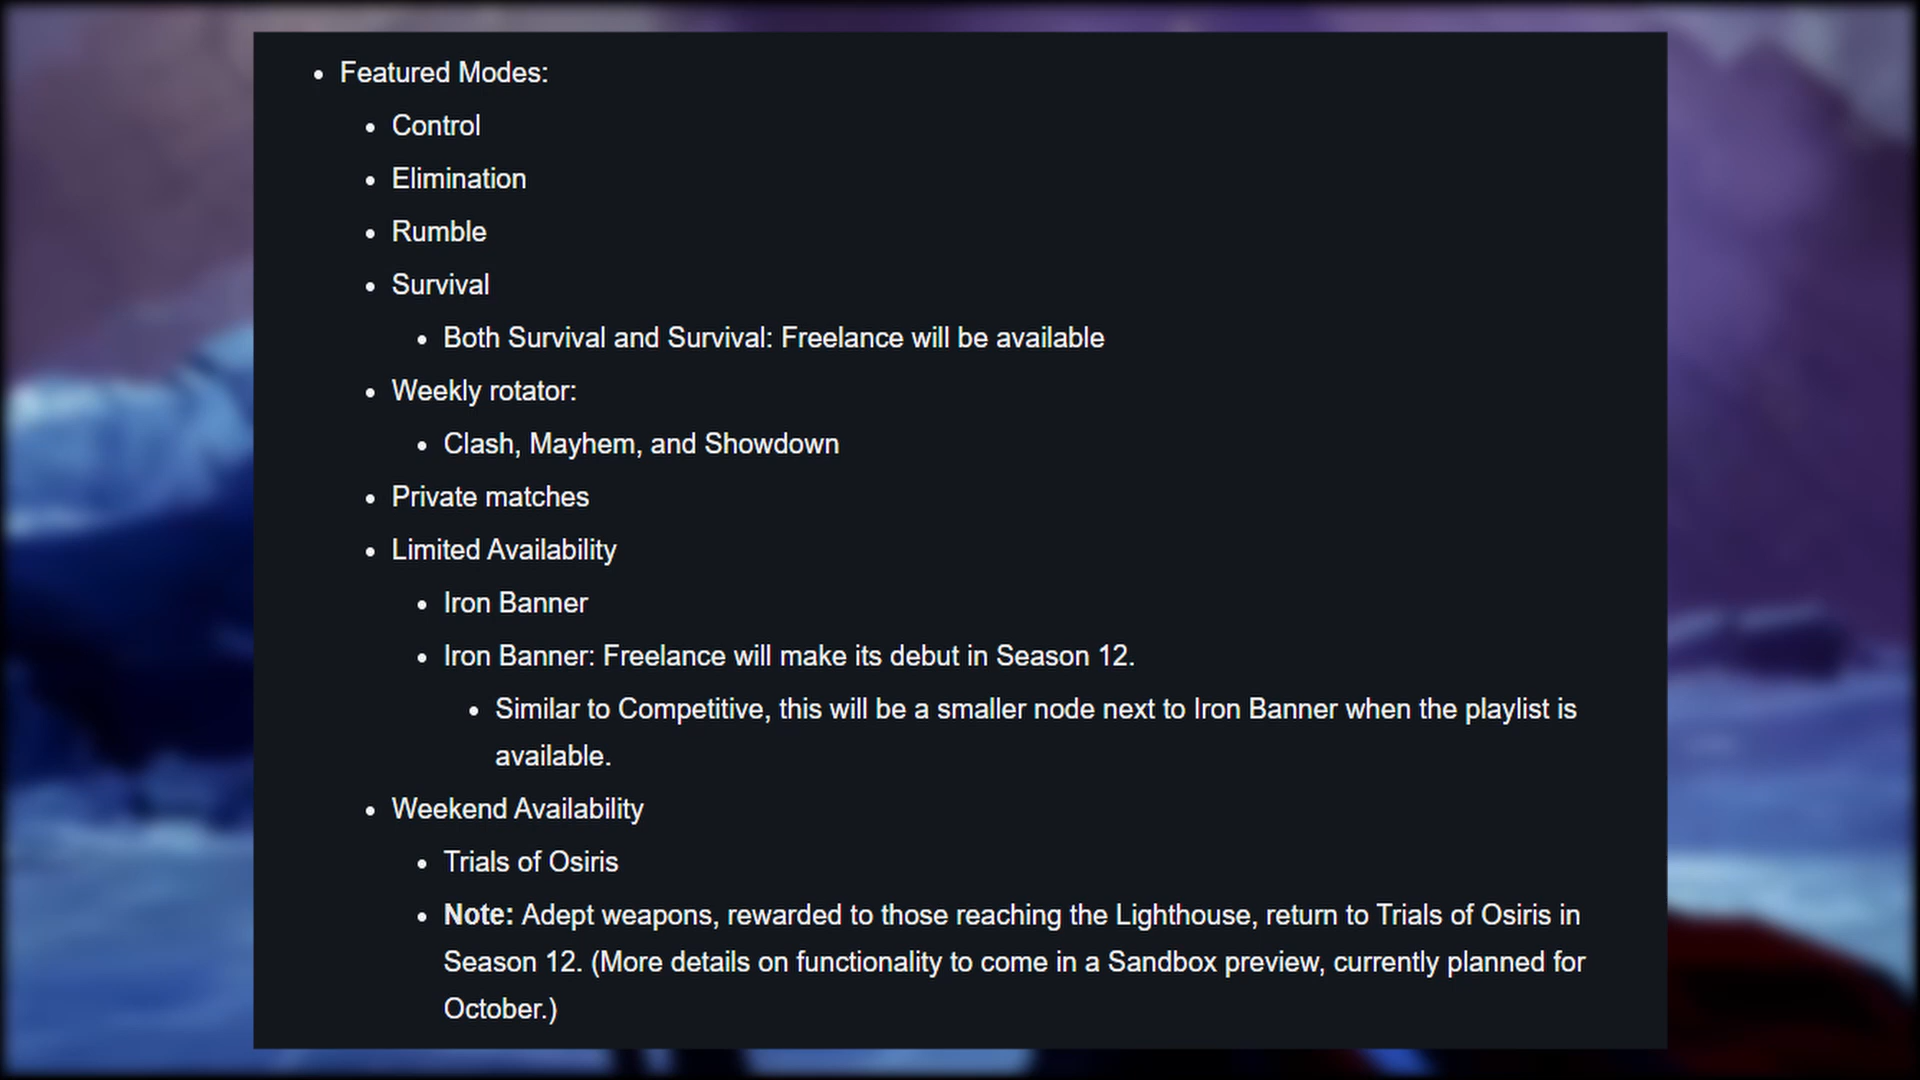 Featured Modes:
Control
Elimination
Rumble
Survival
Both Survival and Survival: Freelance will be available
Weekly rotator:
Clash, Mayhem, and Showdown
Private matches
Limited Availability
Iron Banner
Iron Banner: Freelance will make its debut in Season 12.
Similar to Competitive, this will be a smaller node next to Iron Banner when the playlist is
available.
Weekend Availability
Trials of Osiris
Note: Adept weapons, rewarded to those reaching the Lighthouse, return to Trials of Osiris in
Season 12. (More details on functionality to come in a Sandbox preview, currently planned for
October.)